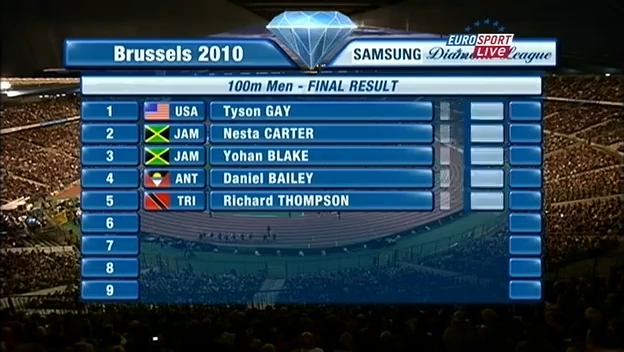 EUROSPORT
LIVE
Brussels 2010
SAMSUNG Diamond League
100m Men - FINAL RESULT
1 USA Tyson GAY
2 JAM Nesta CARTER
3 JAM Yohan BLAKE
4 ANT Daniel BAILEY
5 TRI Richard THOMPSON
6
7
8
9